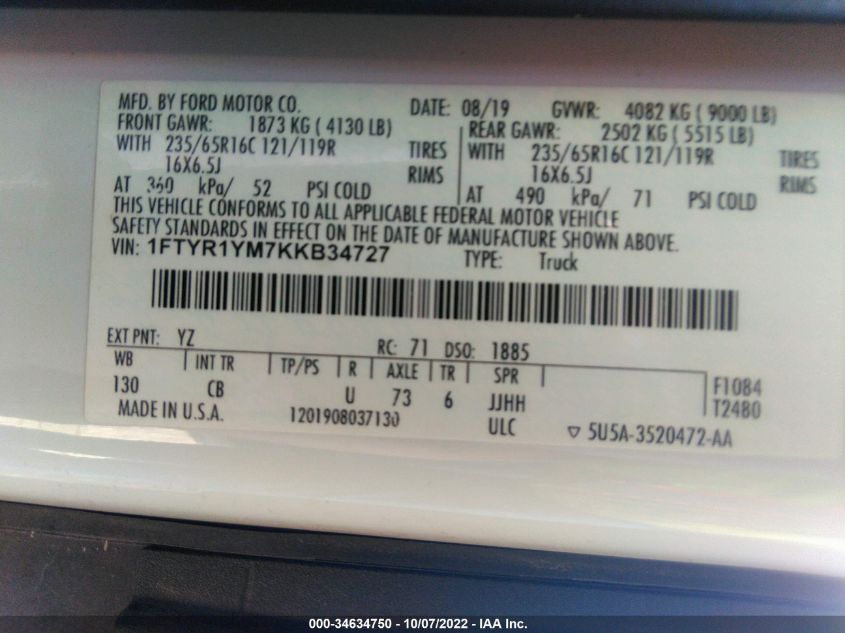 MFD. BY FORD MOTOR CO. DATE: 08/19 GVWR: 4082 KG ( 9000 LB)
FRONT GAWR: 1873 KG ( 4130 LB) REAR GAWR: 2502 KG ( 5515 LB)
WITH 235/65R16C 121/119R TIRES WITH 235/65R16C 121/119R TIRES
16X6.5J RIMS 16X6.5J RIMS
AT 360 kPa/ 52 PSI COLD AT 490 kPa/ 71 PSI COLD
THIS VEHICLE CONFORMS TO ALL APPLICABLE FEDERAL MOTOR VEHICLE
SAFETY STANDARDS IN EFFECT ON THE DATE OF MANUFACTURE SHOWN ABOVE.
VIN: 1FTYR1YM7KKB34727 TYPE: Truck
EXT PNT: YZ RC: 71 DSO: 1885
WB INT TR TP/PS R AXLE TR SPR
130 CB U 73 6 JJHH F1084
MADE IN U.S.A. 1201908037130 ULC T2480
▽ 5U5A-3520472-AA
000-34634750 - 10/07/2022 - IAA Inc.